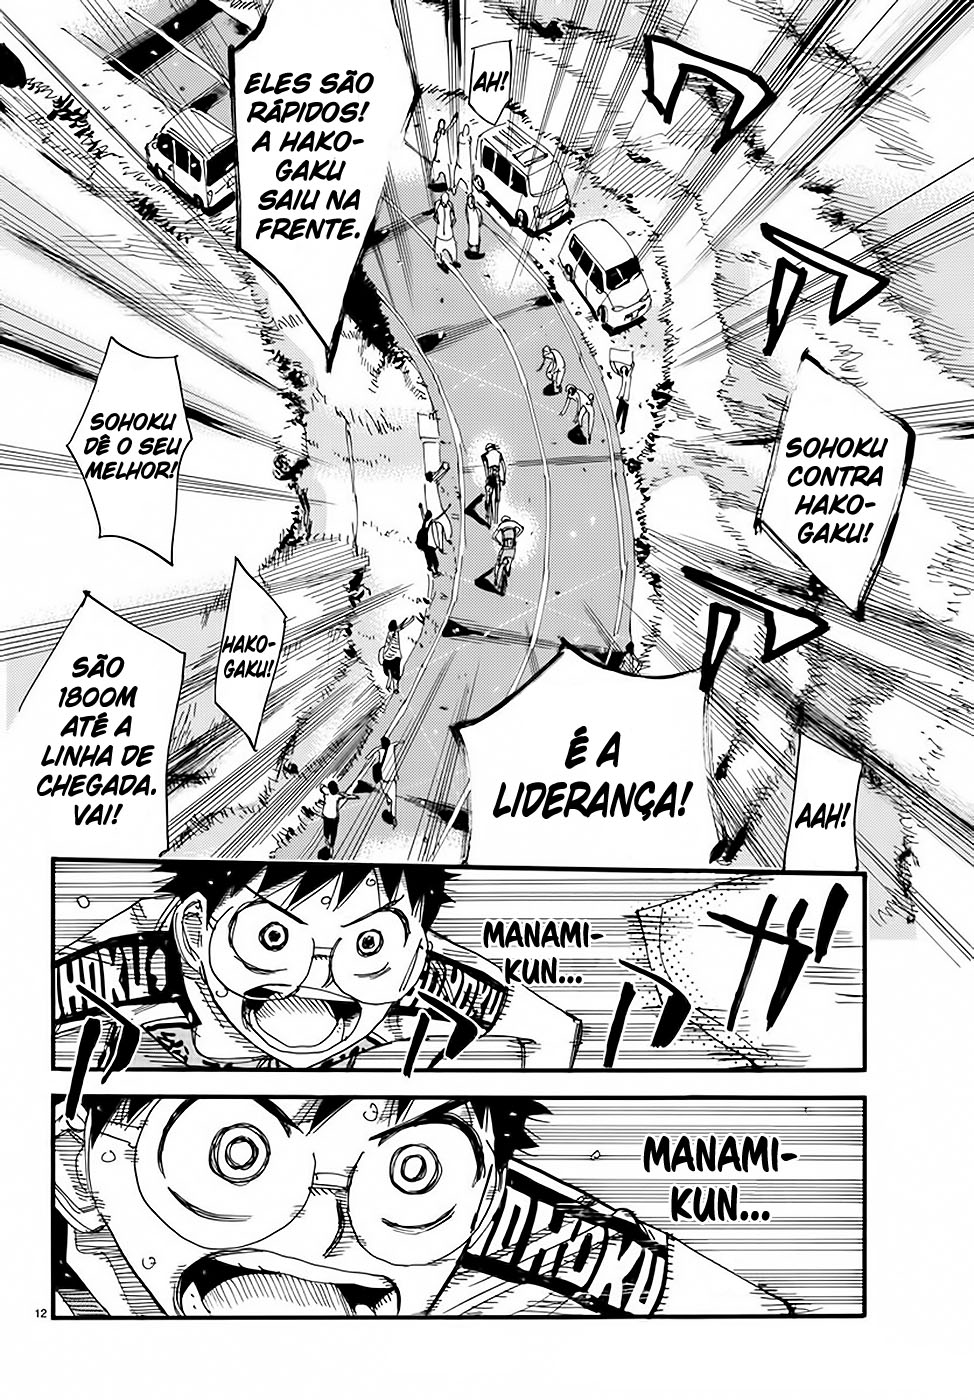 AH!
ELES SÃO
RÁPIDOS!
A HAKO-
GAKU
SAIU NA
FRENTE.
SOHOKU
DÊ O SEU
MELHOR!
SOHOKU
CONTRA
HAKO-
GAKU!
HAKO-
GAKU!
SÃO
1800M
ATÉ A
LINHA DE
CHEGADA.
VAI!
É A
LIDERANÇA!
AAH!
MANAMI-
KUN...
MANAMI-
KUN...
SOHOKU
12